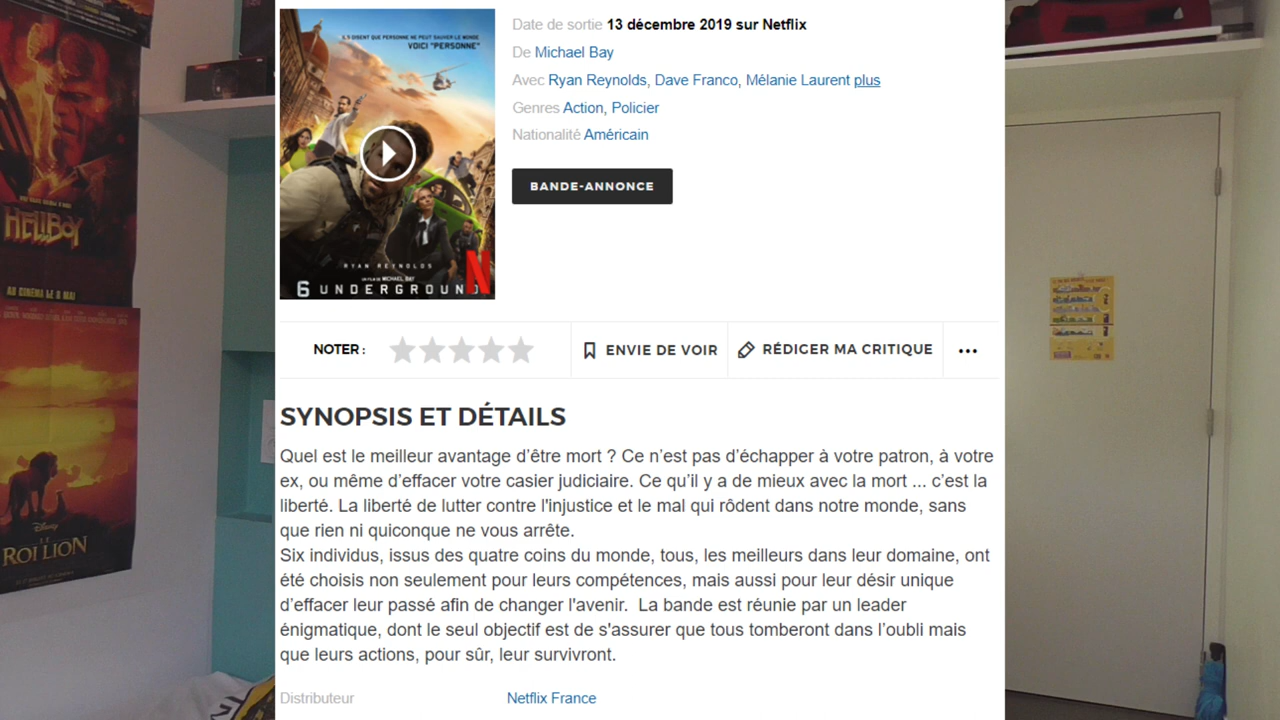 Date de sortie 13 décembre 2019 sur Netflix
De Michael Bay
Avec Ryan Reynolds, Dave Franco, Mélanie Laurent plus
Genres Action, Policier
Nationalité Américain
BANDE-ANNONCE
ILS DISENT QUE PERSONNE NE PEUT SAUVER LE MONDE
VOICI "PERSONNE"
RYAN REYNOLDS
UN FILM DE MICHAEL BAY
6 UNDERGROUND
N
HELLBOY
AU CINEMA LE 8 MAI
Disney
LE
ROI LION
NOTER :
ENVIE DE VOIR
RÉDIGER MA CRITIQUE
SYNOPSIS ET DÉTAILS
Quel est le meilleur avantage d'être mort ? Ce n'est pas d'échapper à votre patron, à votre
ex, ou même d'effacer votre casier judiciaire. Ce qu'il y a de mieux avec la mort ... c'est la
liberté. La liberté de lutter contre l'injustice et le mal qui rôdent dans notre monde, sans
que rien ni quiconque ne vous arrête.
Six individus, issus des quatre coins du monde, tous, les meilleurs dans leur domaine, ont
été choisis non seulement pour leurs compétences, mais aussi pour leur désir unique
d'effacer leur passé afin de changer l'avenir.  La bande est réunie par un leader
énigmatique, dont le seul objectif est de s'assurer que tous tomberont dans l'oubli mais
que leurs actions, pour sûr, leur survivront.
Distributeur Netflix France